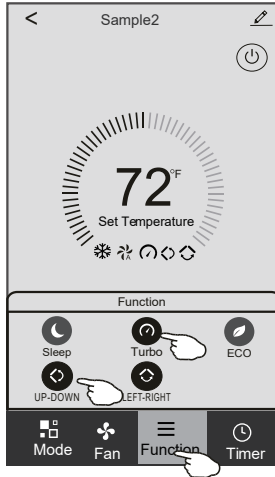 <
Sample2
72°F
Set Temperature
A
Function
Sleep
Turbo
ECO
UP-DOWN
LEFT-RIGHT
Mode
Fan
Function
Timer